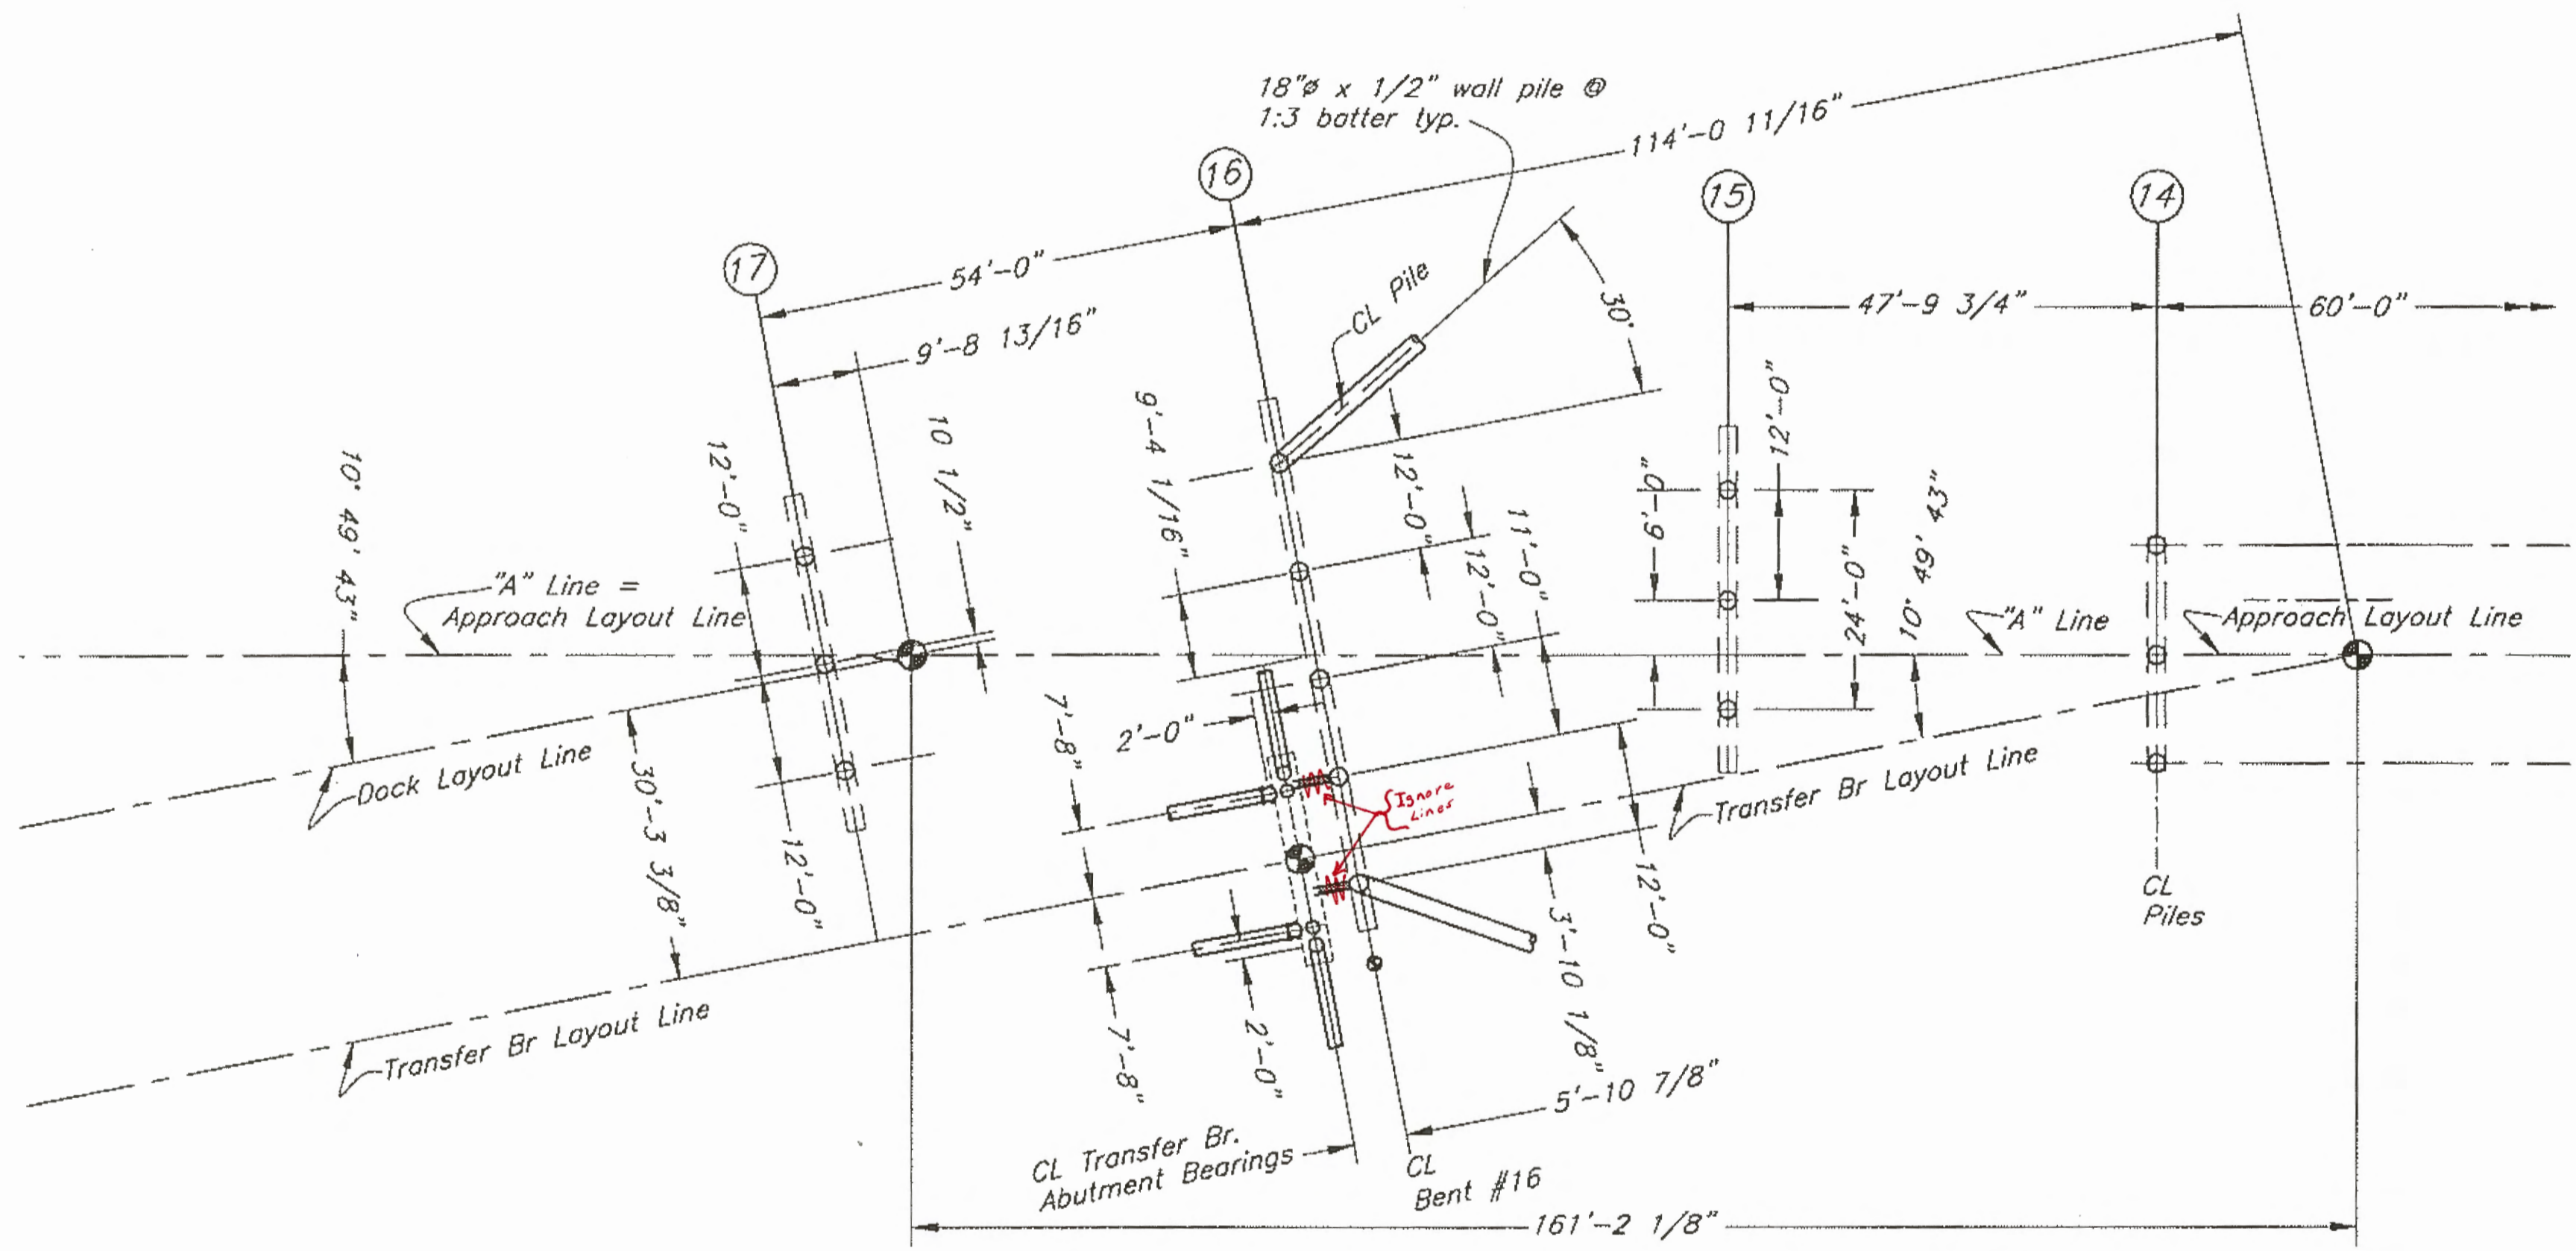 18"ø x 1/2" wall pile @
1:3 batter typ.
114'-0 11/16"
16
15
14
17
54'-0"
9'-8 13/16"
CL Pile
30°
47'-9 3/4"
60'-0"
10° 49' 43"
12'-0"
10 1/2"
9'-4 1/16"
12'-0"
12'-0"
11'-0"
6'-0"
12'-0"
24'-0"
10° 49' 43"
"A" Line =
Approach Layout Line
"A" Line
Approach Layout Line
Dock Layout Line
30'-3 3/8"
12'-0"
7'-8"
2'-0"
Ignore
Lines
Transfer Br Layout Line
12'-0"
3'-10 1/8"
CL
Piles
Transfer Br Layout Line
7'-8"
2'-0"
5'-10 7/8"
CL Transfer Br.
Abutment Bearings
CL
Bent #16
161'-2 1/8"